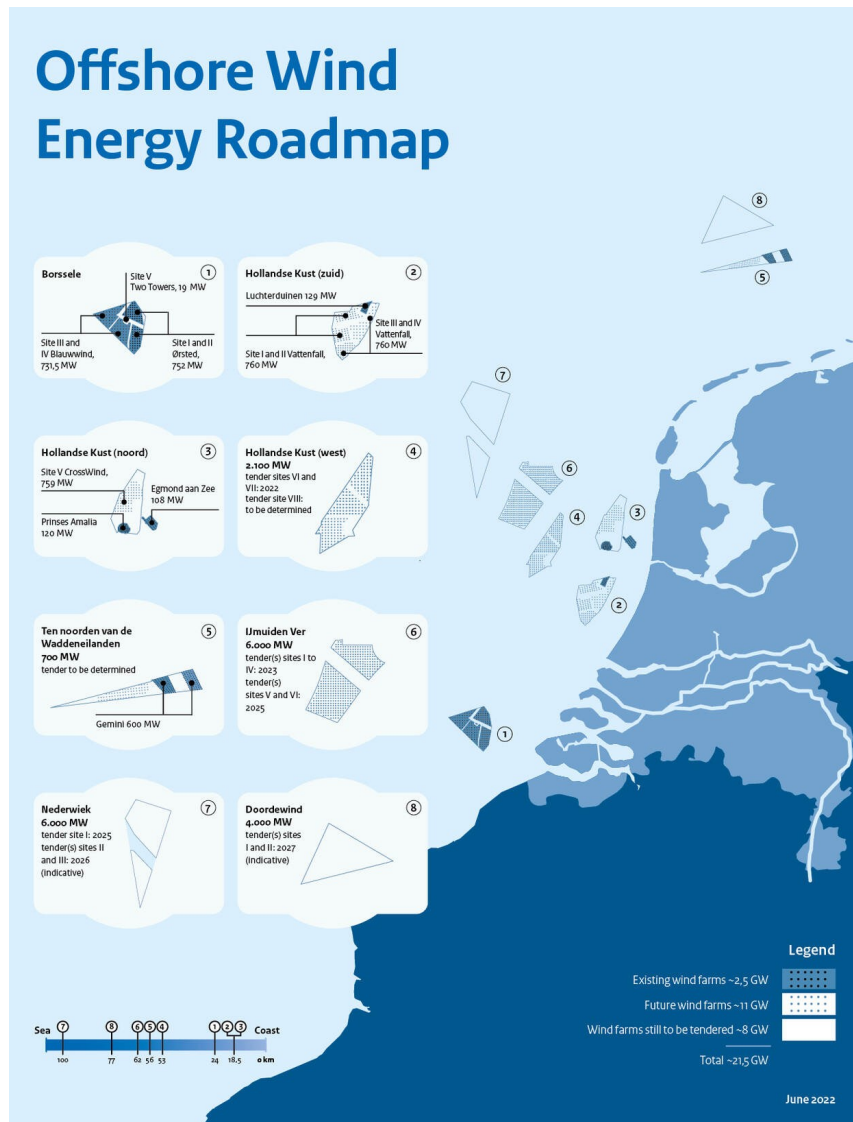 Offshore Wind
Energy Roadmap
Borssele
1
Site V
Two Towers, 19 MW
Site III and
IV Blauwwind,
731,5 MW
Site I and II
Ørsted,
752 MW
Hollandse Kust (zuid)
2
Luchterduinen 129 MW
Site III and IV
Vattenfall,
760 MW
Site I and II Vattenfall,
760 MW
Hollandse Kust (noord)
3
Site V CrossWind,
759 MW
Egmond aan Zee
108 MW
Prinses Amalia
120 MW
Hollandse Kust (west)
4
2.100 MW
tender sites VI and
VII: 2022
tender site VIII:
to be determined
Ten noorden van de
Waddeneilanden
5
700 MW
tender to be determined
Gemini 600 MW
IJmuiden Ver
6
6.000 MW
tender(s) sites I to
IV: 2023
tender(s)
sites V and VI:
2025
Nederwiek
7
6.000 MW
tender site I: 2025
tender(s) sites II
and III: 2026
(indicative)
Doordewind
8
4.000 MW
tender(s) sites
I and II: 2027
(indicative)
8
5
7
6
4
3
2
1
Sea 7 8 6 5 4 1 2 3 Coast
100 77 62 56 53 24 18,5 0 km
Legend
Existing wind farms ~2,5 GW
Future wind farms ~11 GW
Wind farms still to be tendered ~8 GW
Total ~21,5 GW
June 2022